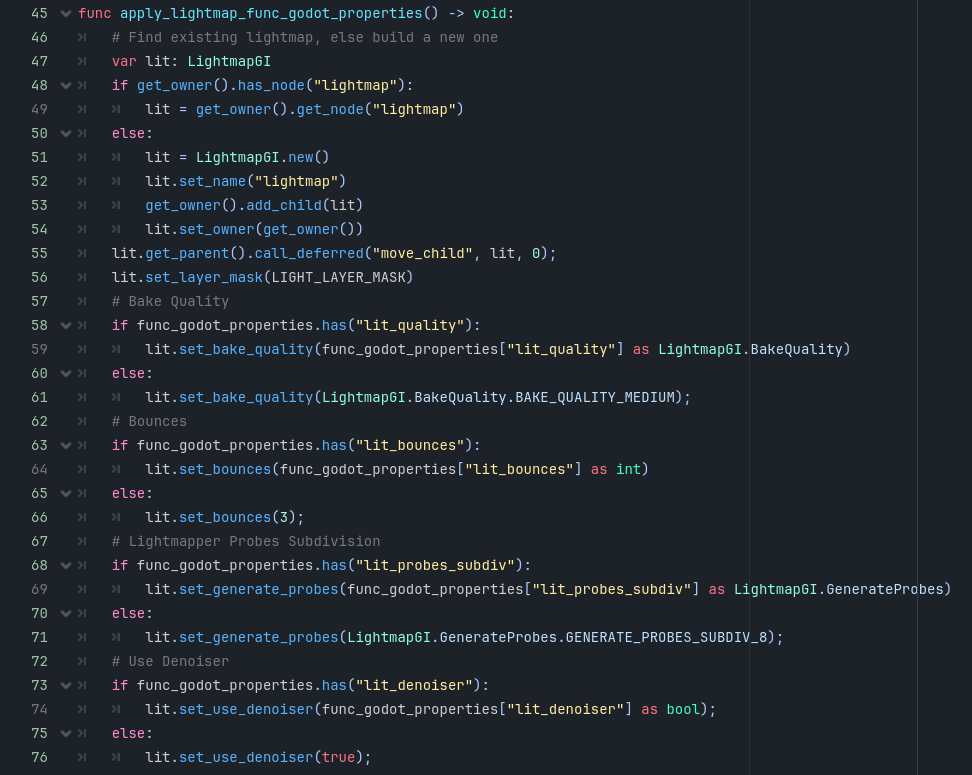 45 func apply_lightmap_func_godot_properties() -> void:
46 # Find existing lightmap, else build a new one
47 var lit: LightmapGI
48 if get_owner().has_node("lightmap"):
49 lit = get_owner().get_node("lightmap")
50 else:
51 lit = LightmapGI.new()
52 lit.set_name("lightmap")
53 get_owner().add_child(lit)
54 lit.set_owner(get_owner())
55 lit.get_parent().call_deferred("move_child", lit, 0);
56 lit.set_layer_mask(LIGHT_LAYER_MASK)
57 # Bake Quality
58 if func_godot_properties.has("lit_quality"):
59 lit.set_bake_quality(func_godot_properties["lit_quality"] as LightmapGI.BakeQuality)
60 else:
61 lit.set_bake_quality(LightmapGI.BakeQuality.BAKE_QUALITY_MEDIUM);
62 # Bounces
63 if func_godot_properties.has("lit_bounces"):
64 lit.set_bounces(func_godot_properties["lit_bounces"] as int)
65 else:
66 lit.set_bounces(3);
67 # Lightmapper Probes Subdivision
68 if func_godot_properties.has("lit_probes_subdiv"):
69 lit.set_generate_probes(func_godot_properties["lit_probes_subdiv"] as LightmapGI.GenerateProbes)
70 else:
71 lit.set_generate_probes(LightmapGI.GenerateProbes.GENERATE_PROBES_SUBDIV_8);
72 # Use Denoiser
73 if func_godot_properties.has("lit_denoiser"):
74 lit.set_use_denoiser(func_godot_properties["lit_denoiser"] as bool);
75 else:
76 lit.set_use_denoiser(true);